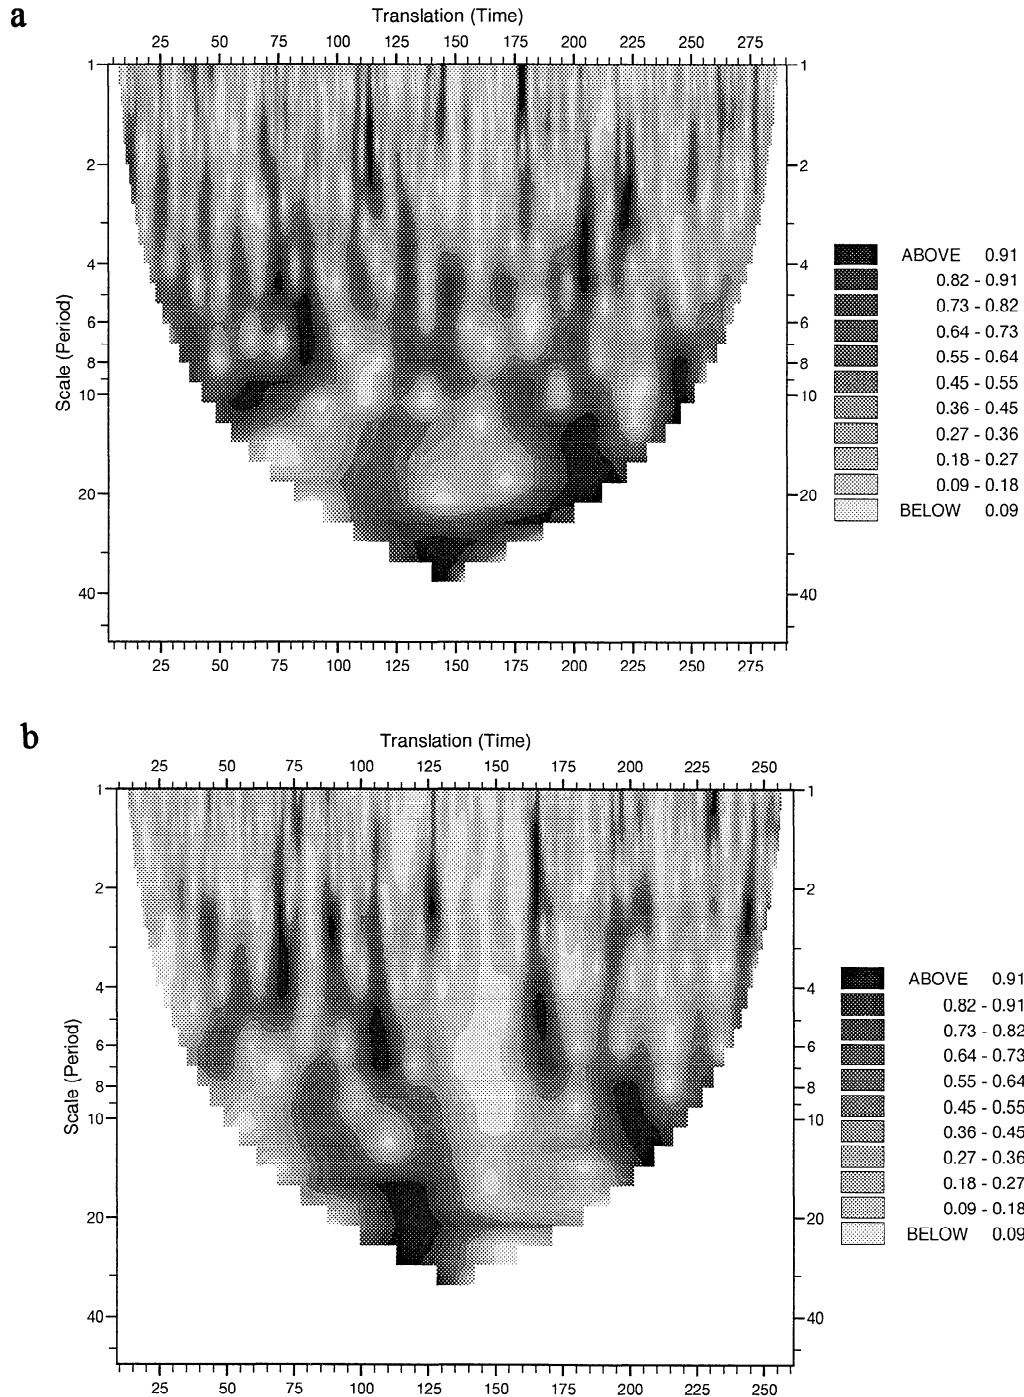 a
Translation (Time)
25 50 75 100 125 150 175 200 225 250 275
1 1
2 2
4 4
6 6
8 8
10 10
20 20
40 40
Scale (Period)
25 50 75 100 125 150 175 200 225 250 275
ABOVE 0.91
0.82 - 0.91
0.73 - 0.82
0.64 - 0.73
0.55 - 0.64
0.45 - 0.55
0.36 - 0.45
0.27 - 0.36
0.18 - 0.27
0.09 - 0.18
BELOW 0.09
b
Translation (Time)
25 50 75 100 125 150 175 200 225 250
1 1
2 2
4 4
6 6
8 8
10 10
20 20
40 40
Scale (Period)
25 50 75 100 125 150 175 200 225 250
ABOVE 0.91
0.82 - 0.91
0.73 - 0.82
0.64 - 0.73
0.55 - 0.64
0.45 - 0.55
0.36 - 0.45
0.27 - 0.36
0.18 - 0.27
0.09 - 0.18
BELOW 0.09